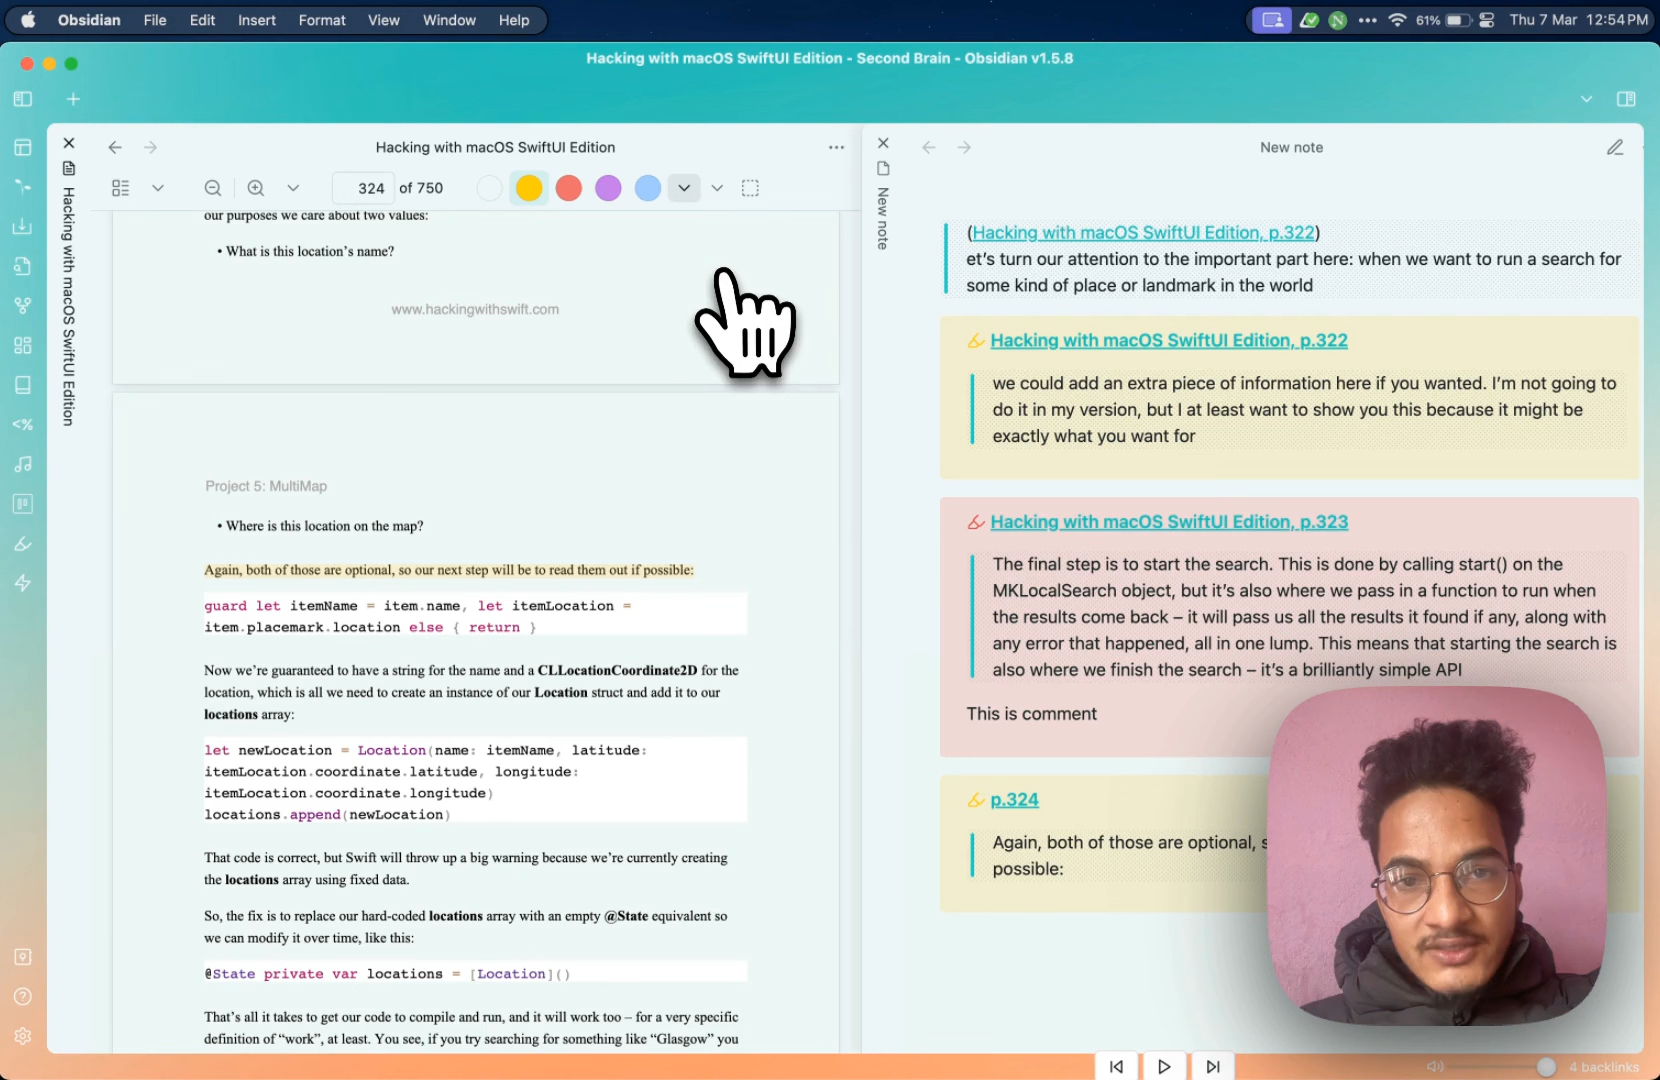 Obsidian File Edit Insert Format View Window Help
61% Thu 7 Mar 12:54 PM
Hacking with macOS SwiftUI Edition - Second Brain - Obsidian v1.5.8
Hacking with macOS SwiftUI Edition
Hacking with macOS SwiftUI Edition
324 of 750
our purposes we care about two values:
• What is this location's name?
www.hackingwithswift.com
Project 5: MultiMap
• Where is this location on the map?
Again, both of those are optional, so our next step will be to read them out if possible:
guard let itemName = item.name, let itemLocation =
item.placemark.location else { return }
Now we're guaranteed to have a string for the name and a CLLocationCoordinate2D for the
location, which is all we need to create an instance of our Location struct and add it to our
locations array:
let newLocation = Location(name: itemName, latitude:
itemLocation.coordinate.latitude, longitude:
itemLocation.coordinate.longitude)
locations.append(newLocation)
That code is correct, but Swift will throw up a big warning because we're currently creating
the locations array using fixed data.
So, the fix is to replace our hard-coded locations array with an empty @State equivalent so
we can modify it over time, like this:
@State private var locations = [Location]()
That's all it takes to get our code to compile and run, and it will work too – for a very specific
definition of "work", at least. You see, if you try searching for something like "Glasgow" you
New note
New note
(Hacking with macOS SwiftUI Edition, p.322)
et's turn our attention to the important part here: when we want to run a search for
some kind of place or landmark in the world
Hacking with macOS SwiftUI Edition, p.322
we could add an extra piece of information here if you wanted. I'm not going to
do it in my version, but I at least want to show you this because it might be
exactly what you want for
Hacking with macOS SwiftUI Edition, p.323
The final step is to start the search. This is done by calling start() on the
MKLocalSearch object, but it's also where we pass in a function to run when
the results come back – it will pass us all the results it found if any, along with
any error that happened, all in one lump. This means that starting the search is
also where we finish the search – it's a brilliantly simple API
This is comment
p.324
Again, both of those are optional, s
possible:
4 backlinks